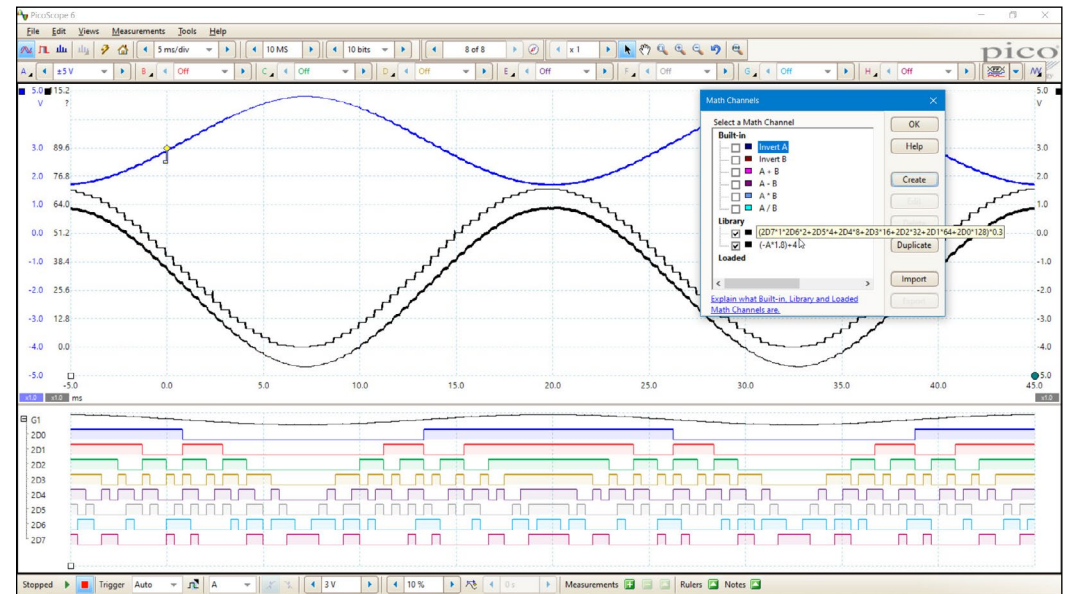 PicoScope 6
File Edit Views Measurements Tools Help
5 ms/div 10 MS 10 bits 8 of 8 x 1
pico
A ±5 V B Off C Off D Off E Off F Off G Off H Off
5.0 115.2 5.0
V ? V
3.0 89.6 3.0
2.0 76.8 2.0
1.0 64.0 1.0
0.0 51.2 0.0
-1.0 38.4 -1.0
-2.0 25.6 -2.0
-3.0 12.8 -3.0
-4.0 0.0 -4.0
-5.0 -5.0
-5.0 0.0 5.0 10.0 15.0 20.0 25.0 30.0 35.0 40.0 45.0
x1.0 x1.0 ms x1.0
Math Channels
Select a Math Channel
OK
Built-in
Invert A
Help
Invert B
A + B
Create
A - B
A * B
Edit
A / B
Library
(2D7*1*2D6*2+2D5*4+2D4*8+2D3*16+2D2*32+2D1*64+2D0*128)*0.3
(-A*1.8)+4
Duplicate
Loaded
Import
Explain what Built-in, Library and Loaded
Math Channels are.
Export
G1
2D0
2D1
2D2
2D3
2D4
2D5
2D6
2D7
Stopped Trigger Auto A 3 V 10 % 0 s Measurements Rulers Notes